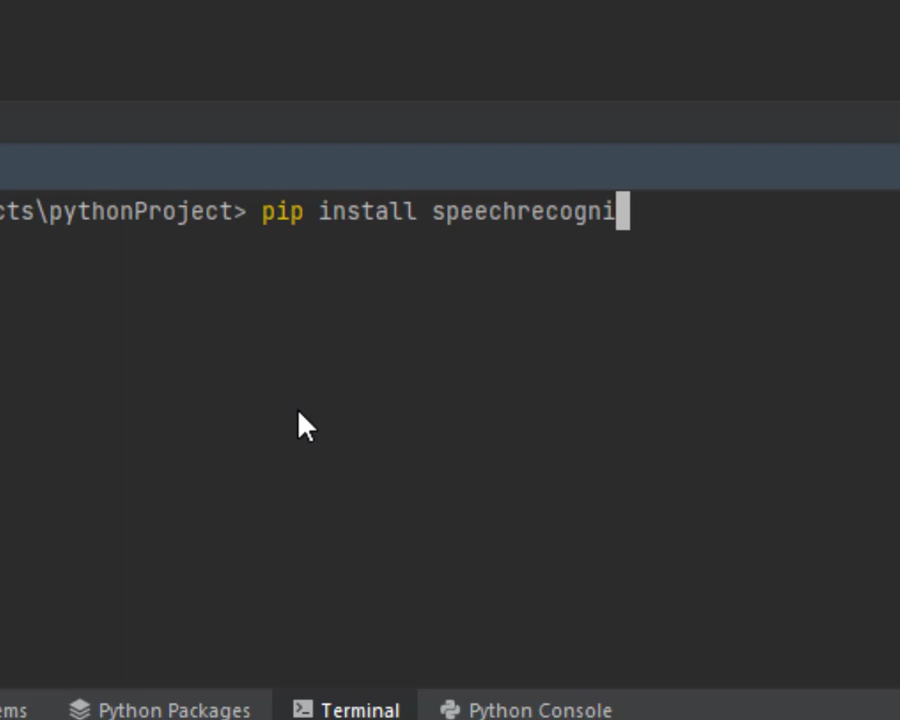 cts\pythonProject> pip install speechrecogni
ems Python Packages Terminal Python Console